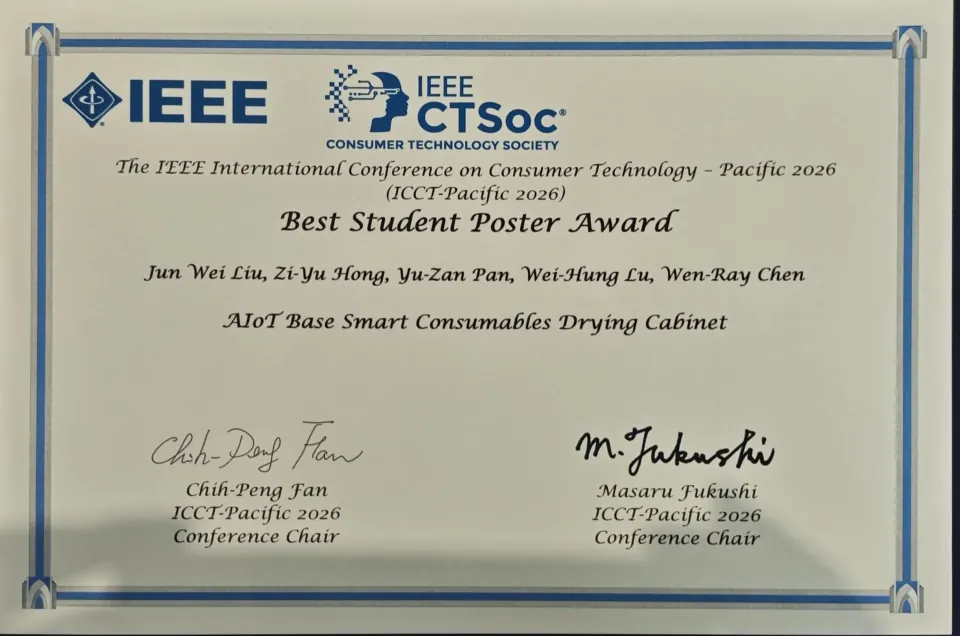 IEEE
IEEE
CTSoc®
CONSUMER TECHNOLOGY SOCIETY
The IEEE International Conference on Consumer Technology – Pacific 2026
(ICCT-Pacific 2026)
Best Student Poster Award
Jun Wei Liu, Zi-Yu Hong, Yu-Zan Pan, Wei-Hung Lu, Wen-Ray Chen
AIoT Base Smart Consumables Drying Cabinet
Chih-Peng Fan
M. Fukushi
Chih-Peng Fan
Masaru Fukushi
ICCT-Pacific 2026
ICCT-Pacific 2026
Conference Chair
Conference Chair